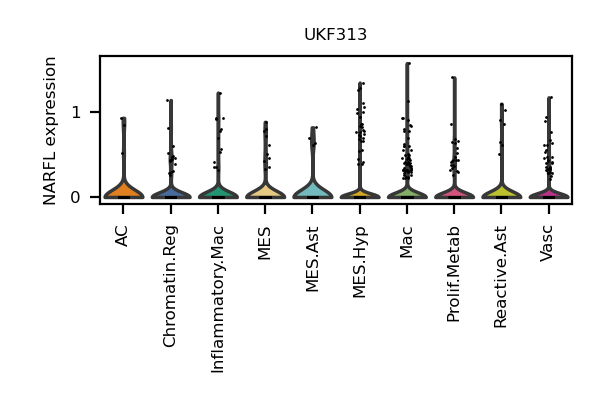 UKF313
NARFL expression
1
0
AC
Chromatin.Reg
Inflammatory.Mac
MES
MES.Ast
MES.Hyp
Mac
Prolif.Metab
Reactive.Ast
Vasc